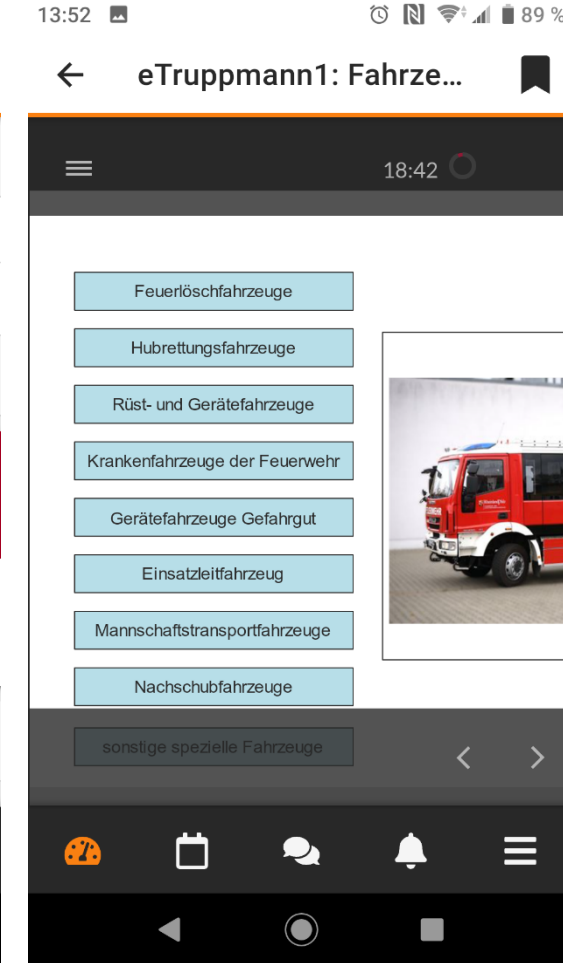 13:52
89 %
eTruppmann1: Fahrze...
18:42
Feuerlöschfahrzeuge
Hubrettungsfahrzeuge
Rüst- und Gerätefahrzeuge
Krankenfahrzeuge der Feuerwehr
Gerätefahrzeuge Gefahrgut
Einsatzleitfahrzeug
Mannschaftstransportfahrzeuge
Nachschubfahrzeuge
sonstige spezielle Fahrzeuge